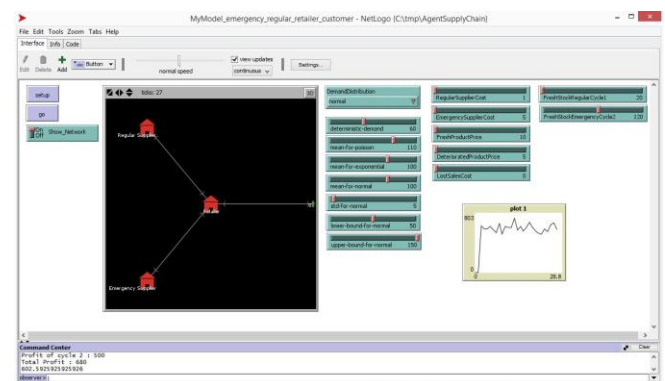 MyModel_emergency_regular_retailer_customer - NetLogo {C:\tmp\AgentSupplyChain}
File Edit Tools Zoom Tabs Help
Interface Info Code
Edit Delete Add
Button
normal speed
view updates
continuous
Settings...
setup
go
On
Off
Show_Network
ticks: 27
3D
Regular Supplier
Retailer
Emergency Supplier
DemandDistribution
normal
deterministic-demand 60
mean-for-poisson 110
mean-for-exponential 100
mean-for-normal 100
std-for-normal 5
lower-bound-for-normal 50
upper-bound-for-normal 150
RegularSupplierCost 1
EmergencySupplierCost 5
FreshProductPrice 10
DeterioratedProductPrice 5
LostSalesCost 0
FreshStockRegularCycle1 20
FreshStockEmergencyCycle2 120
plot 1
803
0
0 28.8
Command Center
Clear
Profit of cycle 2 : 500
Total Profit : 680
602.5925925925926
observer>